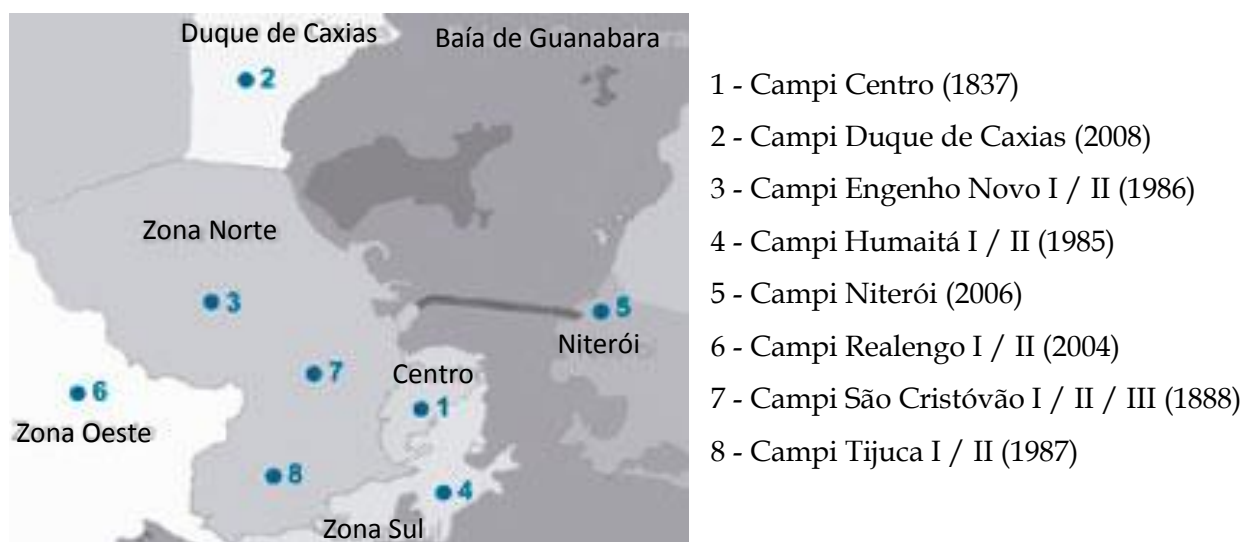 Duque de Caxias
Baía de Guanabara
2
Zona Norte
3
5
Niterói
7
Centro
6
1
Zona Oeste
8
4
Zona Sul
1 - Campi Centro (1837)
2 - Campi Duque de Caxias (2008)
3 - Campi Engenho Novo I / II (1986)
4 - Campi Humaitá I / II (1985)
5 - Campi Niterói (2006)
6 - Campi Realengo I / II (2004)
7 - Campi São Cristóvão I / II / III (1888)
8 - Campi Tijuca I / II (1987)